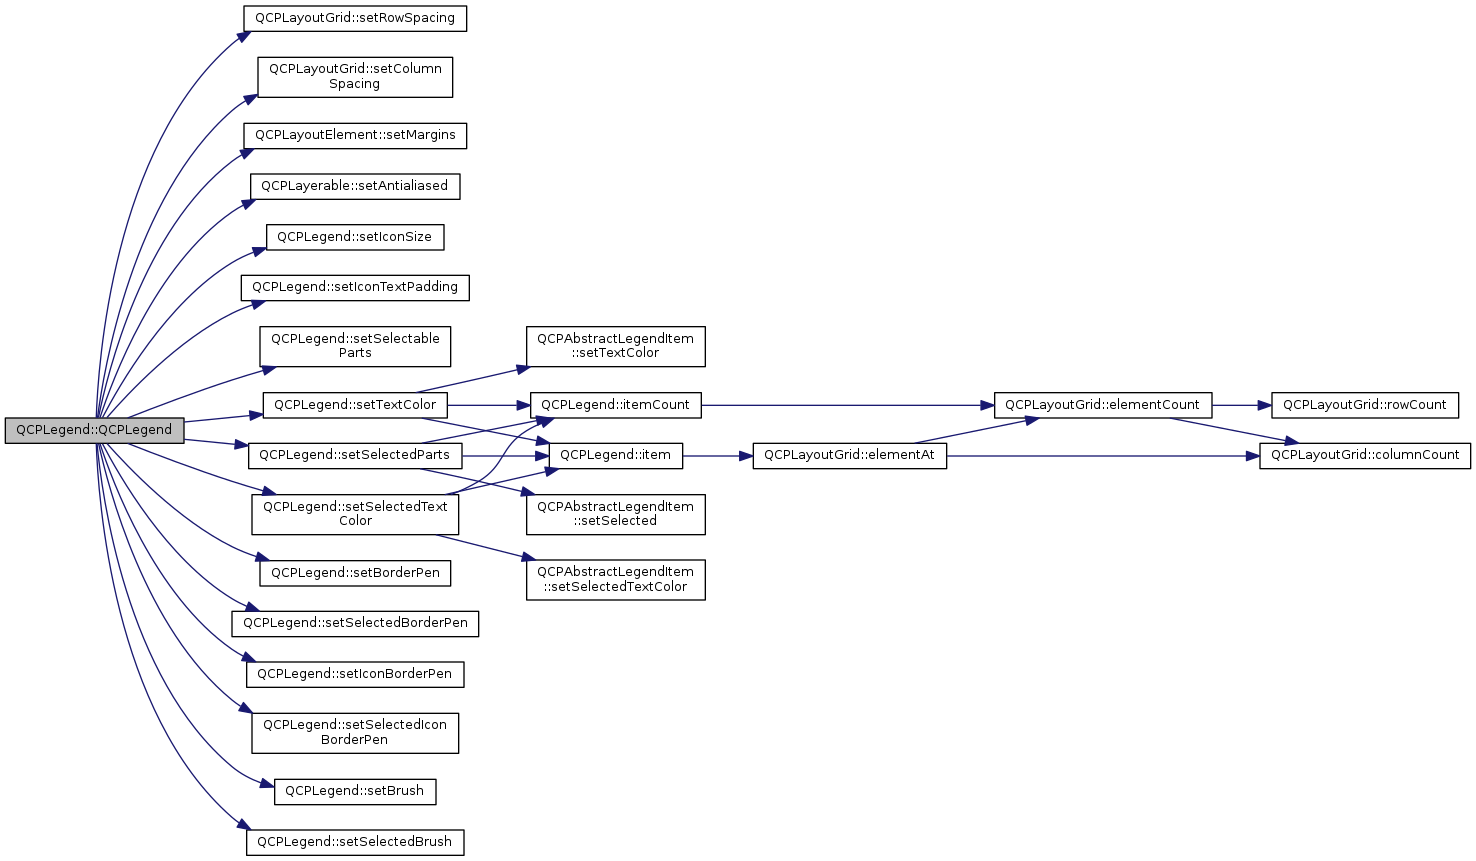 QCPLegend::QCPLegend
QCPLayoutGrid::setRowSpacing
QCPLayoutGrid::setColumn
Spacing
QCPLayoutElement::setMargins
QCPLayerable::setAntialiased
QCPLegend::setIconSize
QCPLegend::setIconTextPadding
QCPLegend::setSelectable
Parts
QCPLegend::setTextColor
QCPLegend::setSelectedParts
QCPLegend::setSelectedText
Color
QCPLegend::setBorderPen
QCPLegend::setSelectedBorderPen
QCPLegend::setIconBorderPen
QCPLegend::setSelectedIcon
BorderPen
QCPLegend::setBrush
QCPLegend::setSelectedBrush
QCPAbstractLegendItem
::setTextColor
QCPLegend::itemCount
QCPLegend::item
QCPAbstractLegendItem
::setSelected
QCPAbstractLegendItem
::setSelectedTextColor
QCPLayoutGrid::elementAt
QCPLayoutGrid::elementCount
QCPLayoutGrid::rowCount
QCPLayoutGrid::columnCount